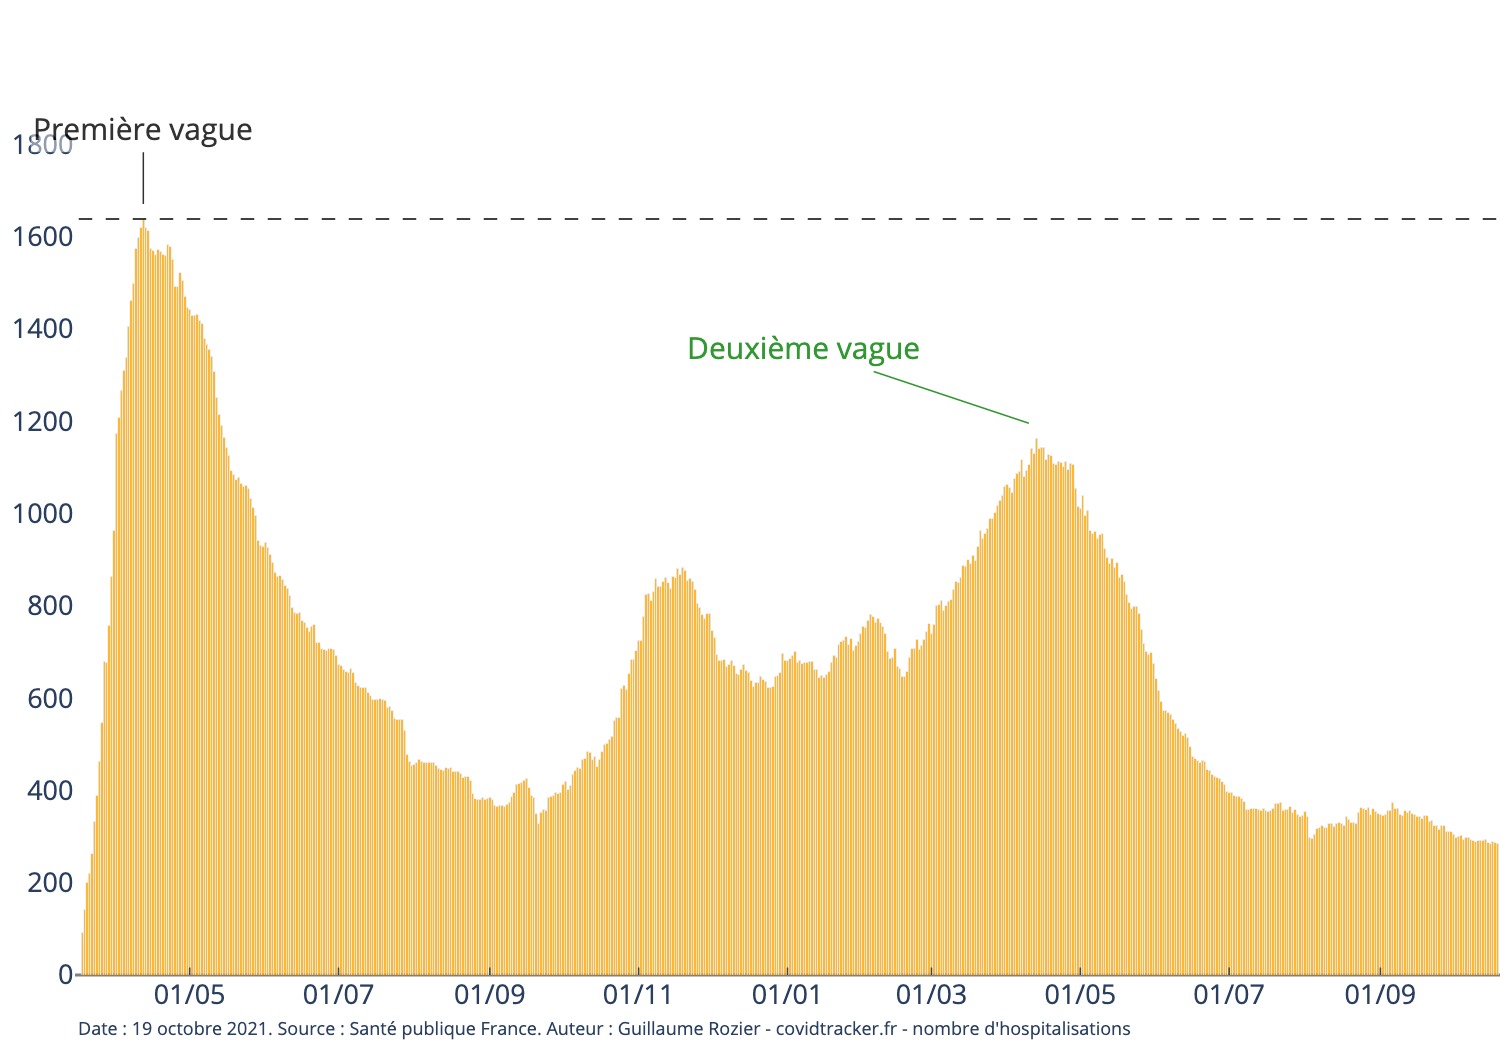 Première vague
1800
1600
1400
Deuxième vague
1200
1000
800
600
400
200
0
01/05 01/07 01/09 01/11 01/01 01/03 01/05 01/07 01/09
Date : 19 octobre 2021. Source : Santé publique France. Auteur : Guillaume Rozier - covidtracker.fr - nombre d'hospitalisations